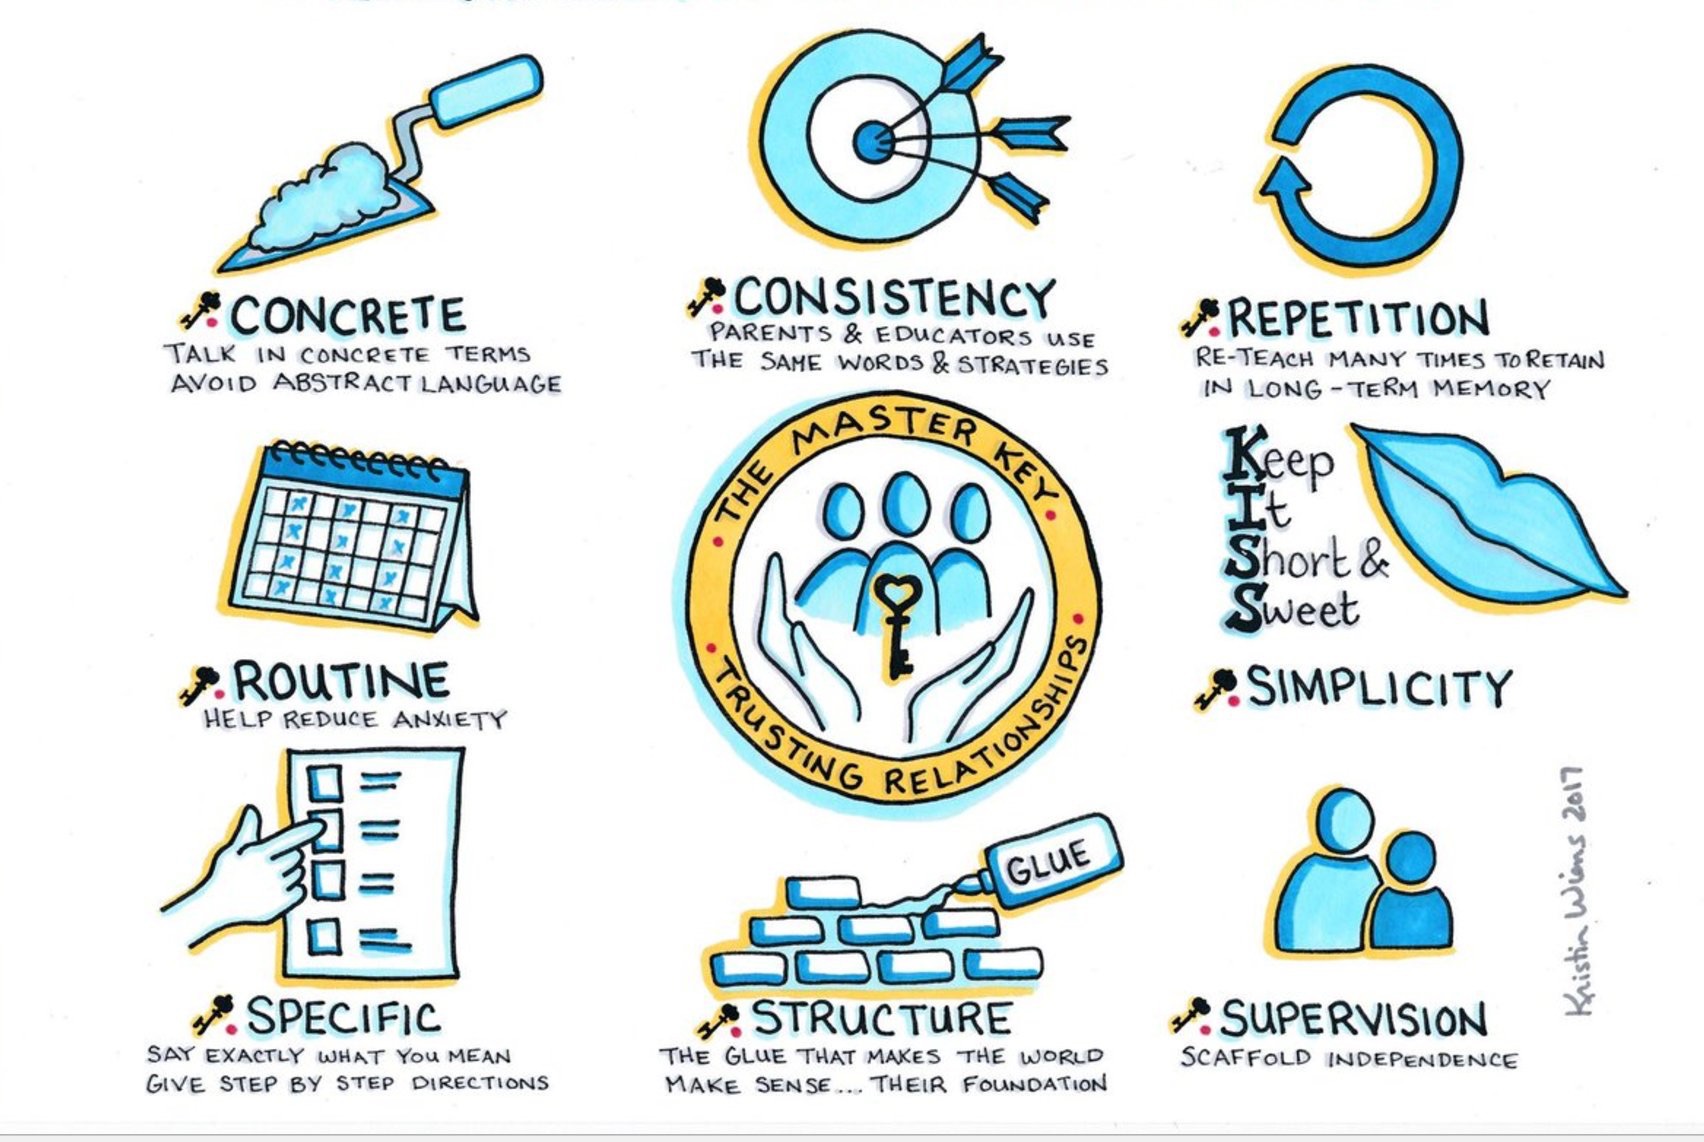 CONCRETE
TALK IN CONCRETE TERMS
AVOID ABSTRACT LANGUAGE
CONSISTENCY
PARENTS & EDUCATORS USE
THE SAME WORDS & STRATEGIES
REPETITION
RE-TEACH MANY TIMES TO RETAIN
IN LONG-TERM MEMORY
ROUTINE
HELP REDUCE ANXIETY
THE MASTER KEY
TRUSTING RELATIONSHIPS
Keep
It
Short &
Sweet
SIMPLICITY
SPECIFIC
SAY EXACTLY WHAT YOU MEAN
GIVE STEP BY STEP DIRECTIONS
GLUE
STRUCTURE
THE GLUE THAT MAKES THE WORLD
MAKE SENSE... THEIR FOUNDATION
SUPERVISION
SCAFFOLD INDEPENDENCE
Kristin Wiens 2017